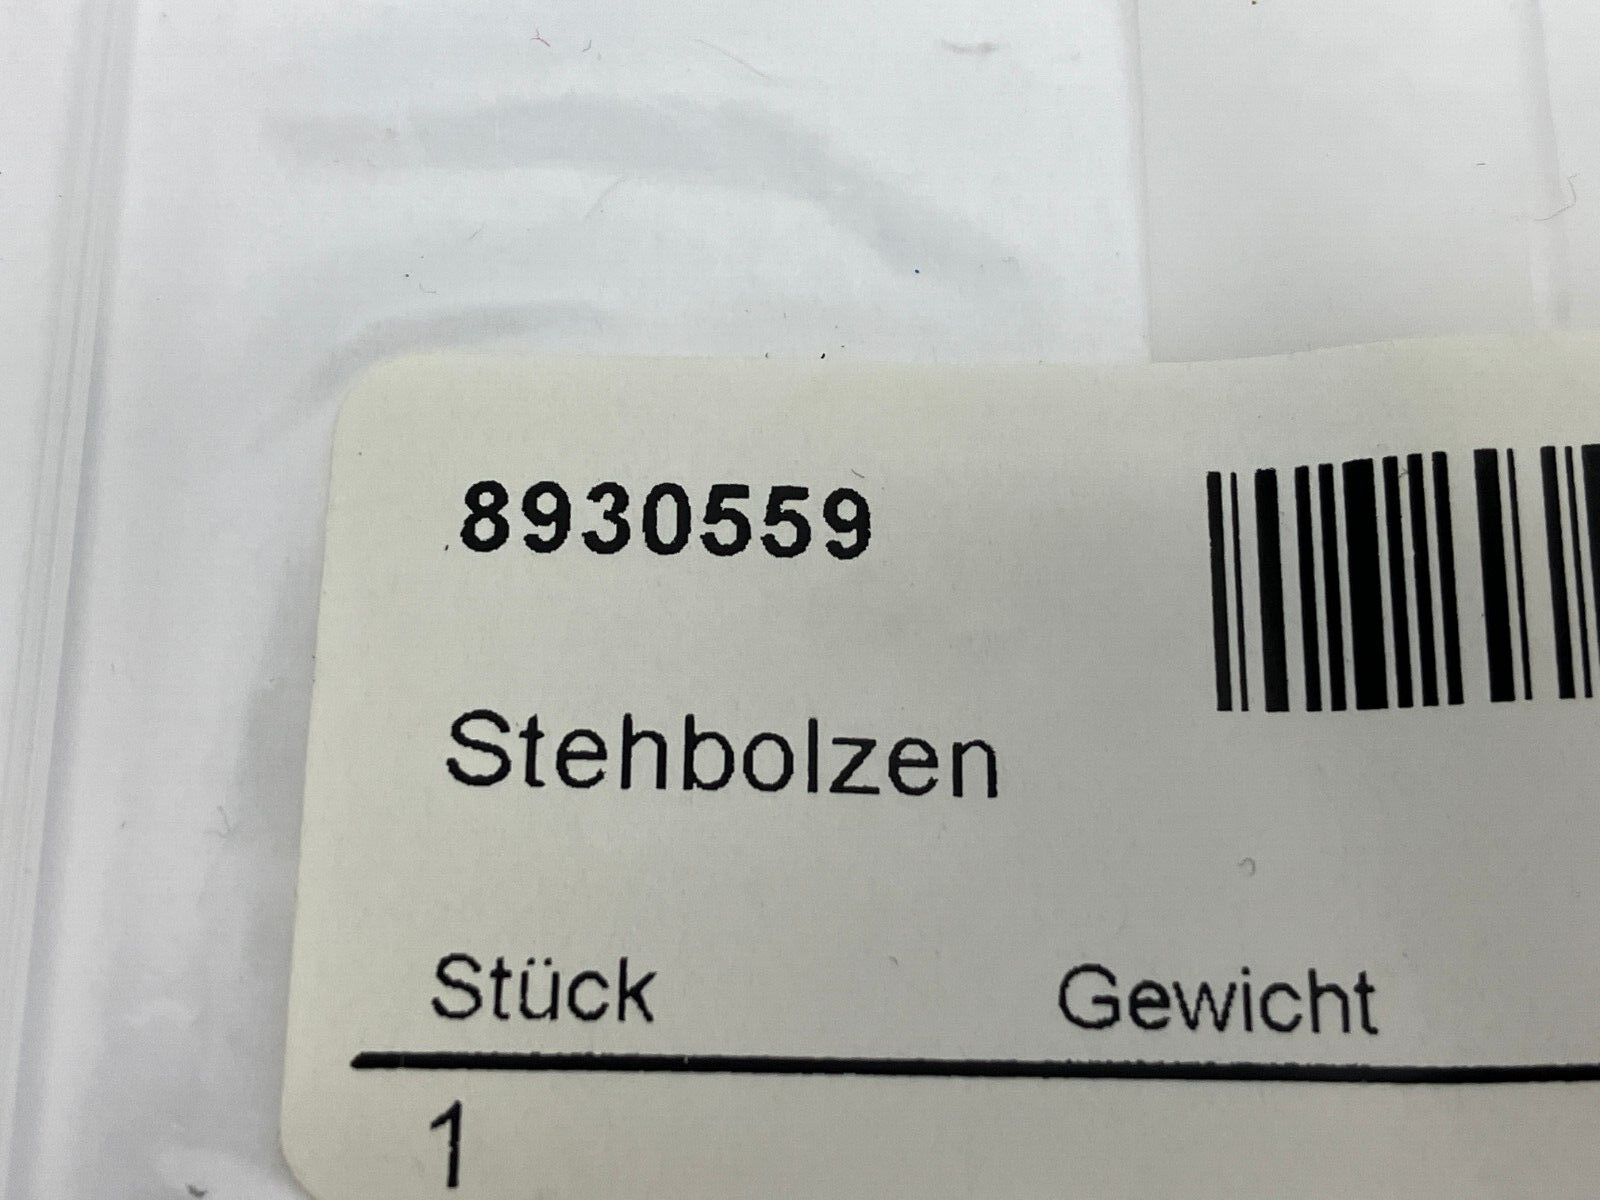 8930559
Stehbolzen
Stück Gewicht
1